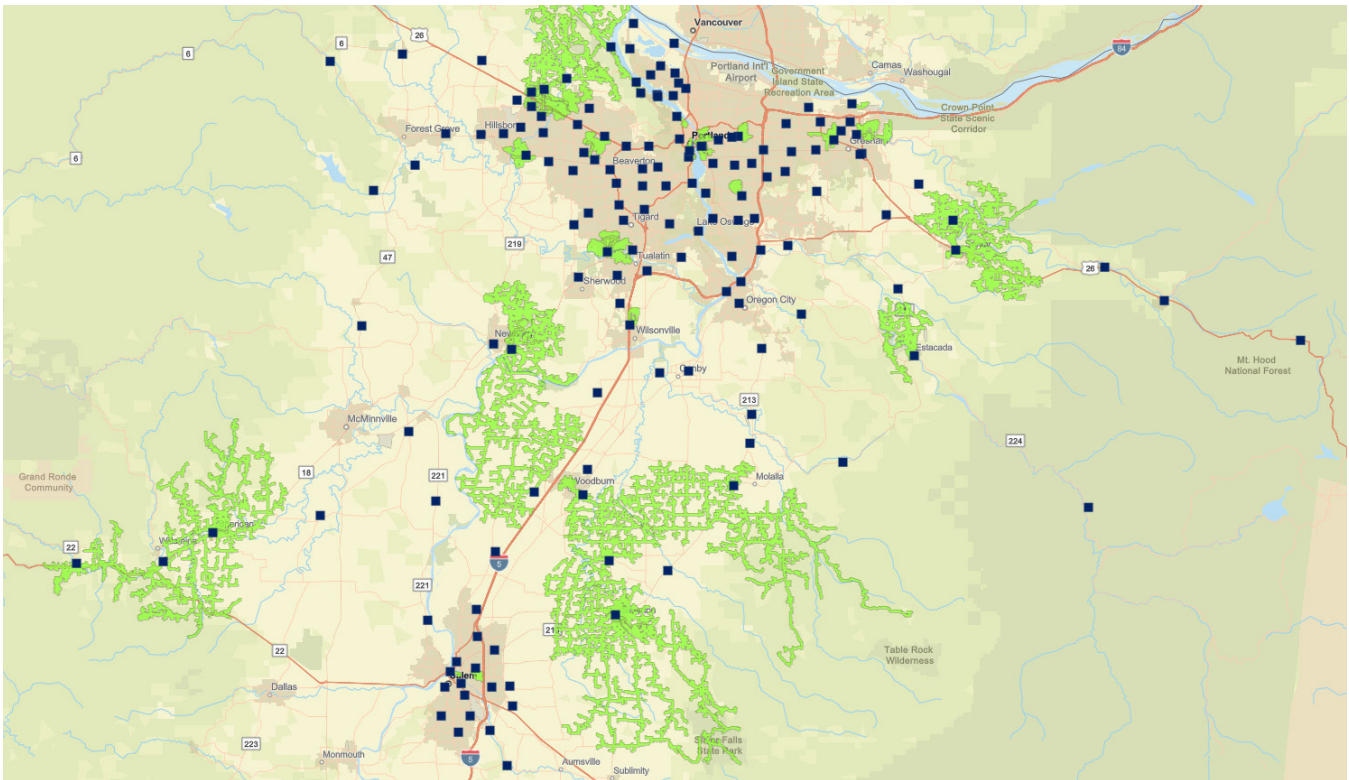 Vancouver
6
26
6
84
Portland Int'l
Airport
Government
Island State
Recreation Area
Camas
Washougal
Crown Point
State Scenic
Corridor
Forest Grove
Gresham
6
Beaverton
Tigard
Lake Oswego
219
47
Tualatin
26
Sherwood
Oregon City
Wilsonville
Estacada
Mt. Hood
National Forest
Canby
213
McMinnville
224
Grand Ronde
Community
18
221
Molalla
Woodburn
22
5
221
Table Rock
Wilderness
22
Salem
Dallas
223
Monmouth
5
Silver Falls
State Park
Aumsville
Sublimity